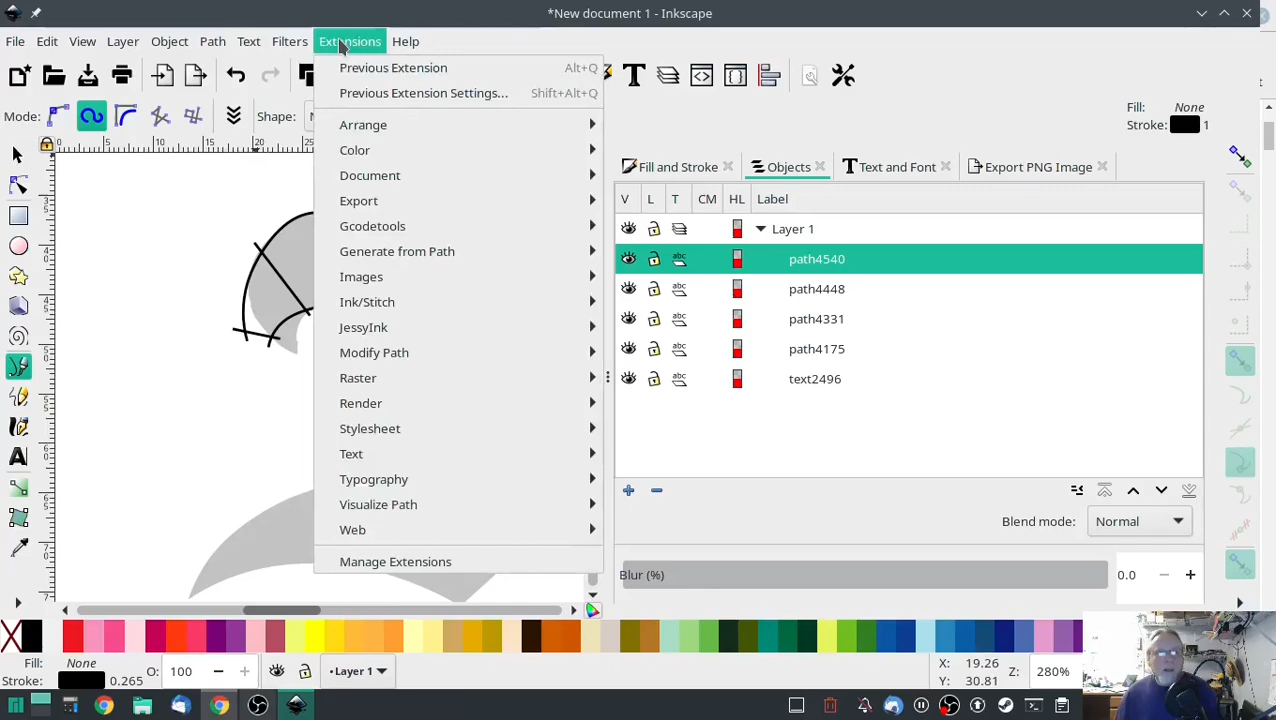 *New document 1 - Inkscape
File Edit View Layer Object Path Text Filters Extensions Help
Mode: Shape:
Fill: None
Stroke: 1
Previous Extension Alt+Q
Previous Extension Settings... Shift+Alt+Q
Arrange
Color
Document
Export
Gcodetools
Generate from Path
Images
Ink/Stitch
JessyInk
Modify Path
Raster
Render
Stylesheet
Text
Typography
Visualize Path
Web
Manage Extensions
Fill and Stroke Objects Text and Font Export PNG Image
V L T CM HL Label
Layer 1
path4540
path4448
path4331
path4175
text2496
Blend mode: Normal
Blur (%) 0.0
Fill: None
Stroke: 0.265
O: 100
Layer 1
X: 19.26
Y: 30.81
Z: 280%